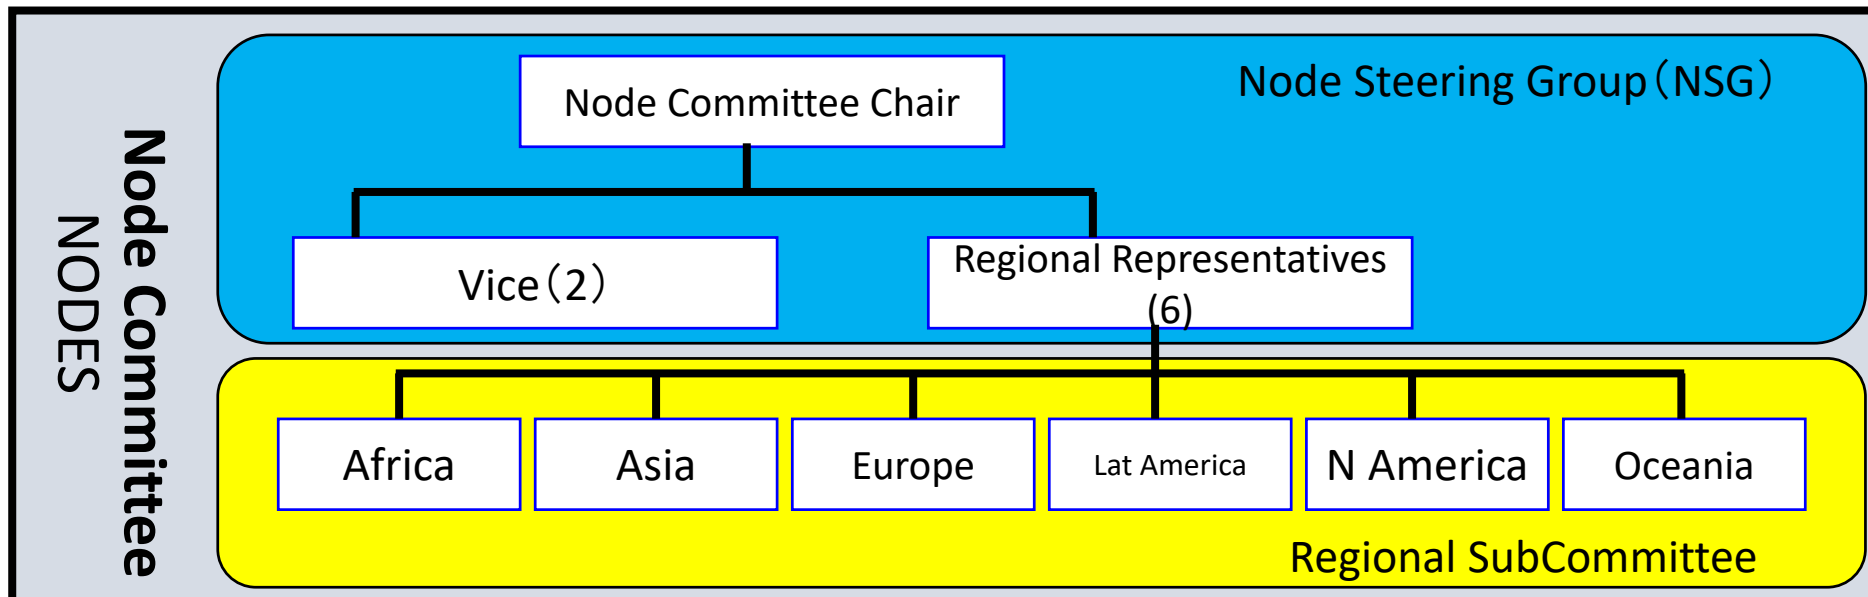 Node Committee
NODES
Node Steering Group（NSG）
Node Committee Chair
Vice（2）
Regional Representatives
(6)
Africa
Asia
Europe
Lat America
N America
Oceania
Regional SubCommittee